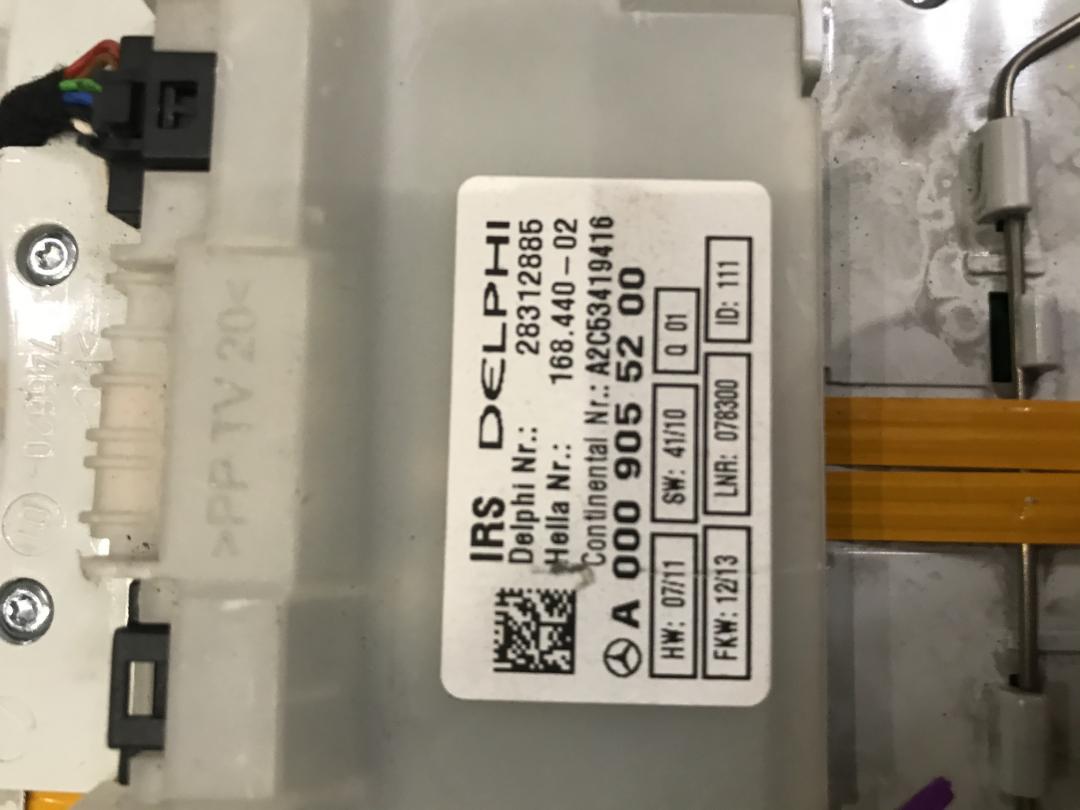 IRS DELPHI
Delphi Nr.: 28312885
Hella Nr.: 168.440-02
Continental Nr.: A2C53419416
A 000 905 52 00
HW: 07/11 SW: 41/10 Q 01
FKW: 12/13 LNR: 078300 ID: 111
>PP TV 20<